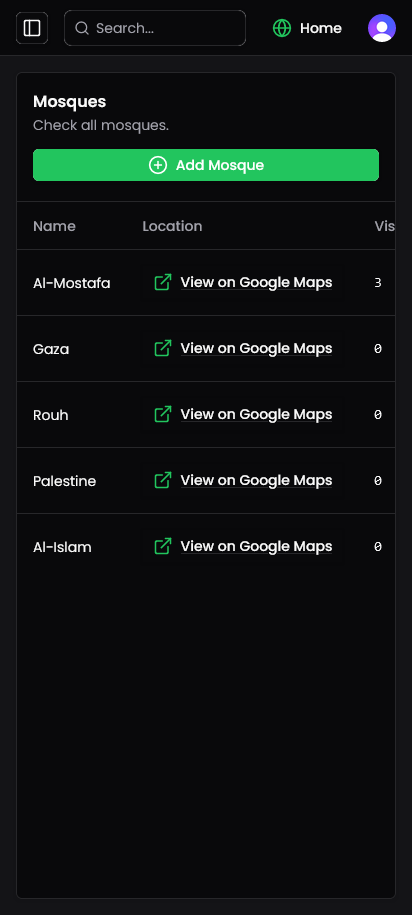 Search... Home
Mosques
Check all mosques.
Add Mosque
Name Location Vis
Al-Mostafa View on Google Maps 3
Gaza View on Google Maps 0
Rouh View on Google Maps 0
Palestine View on Google Maps 0
Al-Islam View on Google Maps 0